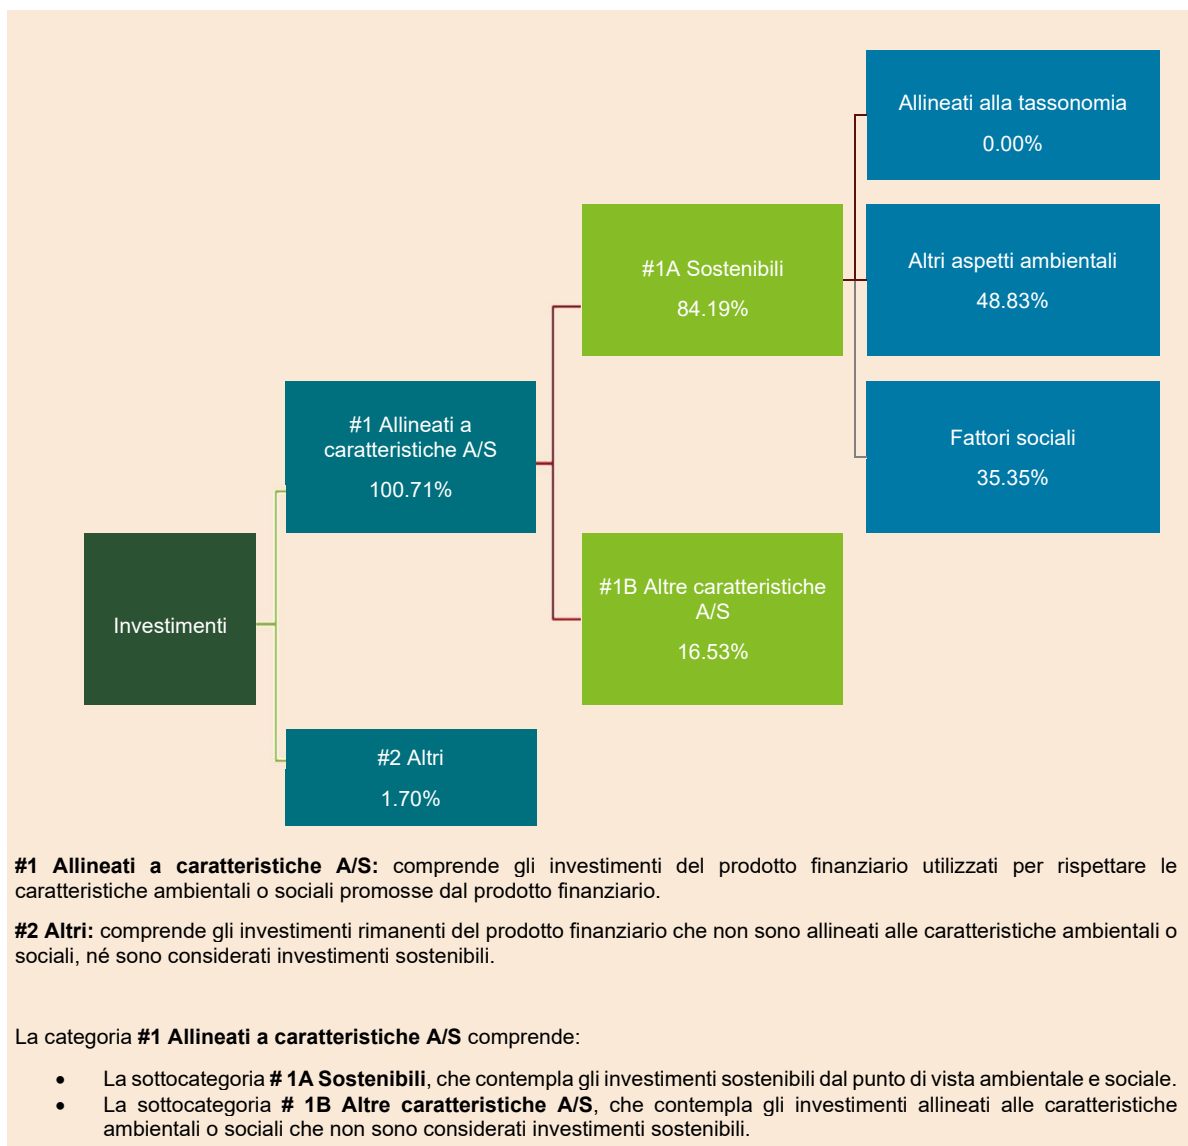 Allineati alla tassonomia
0.00%
#1A Sostenibili
84.19%
Altri aspetti ambientali
48.83%
#1 Allineati a
caratteristiche A/S
100.71%
Fattori sociali
35.35%
Investimenti
#1B Altre caratteristiche
A/S
16.53%
#2 Altri
1.70%
#1 Allineati a caratteristiche A/S: comprende gli investimenti del prodotto finanziario utilizzati per rispettare le
caratteristiche ambientali o sociali promosse dal prodotto finanziario.
#2 Altri: comprende gli investimenti rimanenti del prodotto finanziario che non sono allineati alle caratteristiche ambientali o
sociali, né sono considerati investimenti sostenibili.
La categoria #1 Allineati a caratteristiche A/S comprende:
• La sottocategoria # 1A Sostenibili, che contempla gli investimenti sostenibili dal punto di vista ambientale e sociale.
• La sottocategoria # 1B Altre caratteristiche A/S, che contempla gli investimenti allineati alle caratteristiche
ambientali o sociali che non sono considerati investimenti sostenibili.